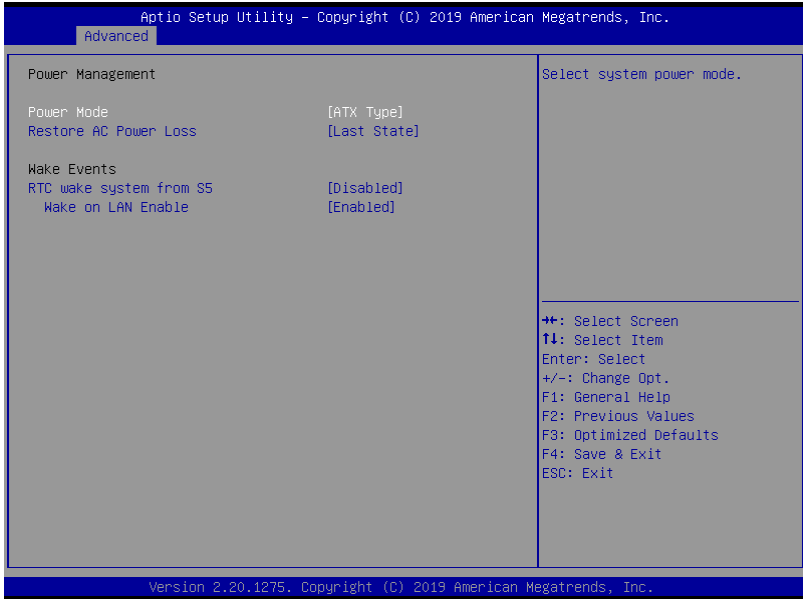 Aptio Setup Utility – Copyright (C) 2019 American Megatrends, Inc.
Advanced
Power Management
Power Mode [ATX Type]
Restore AC Power Loss [Last State]
Wake Events
RTC wake system from S5 [Disabled]
Wake on LAN Enable [Enabled]
Select system power mode.
→←: Select Screen
↑↓: Select Item
Enter: Select
+/-: Change Opt.
F1: General Help
F2: Previous Values
F3: Optimized Defaults
F4: Save & Exit
ESC: Exit
Version 2.20.1275. Copyright (C) 2019 American Megatrends, Inc.